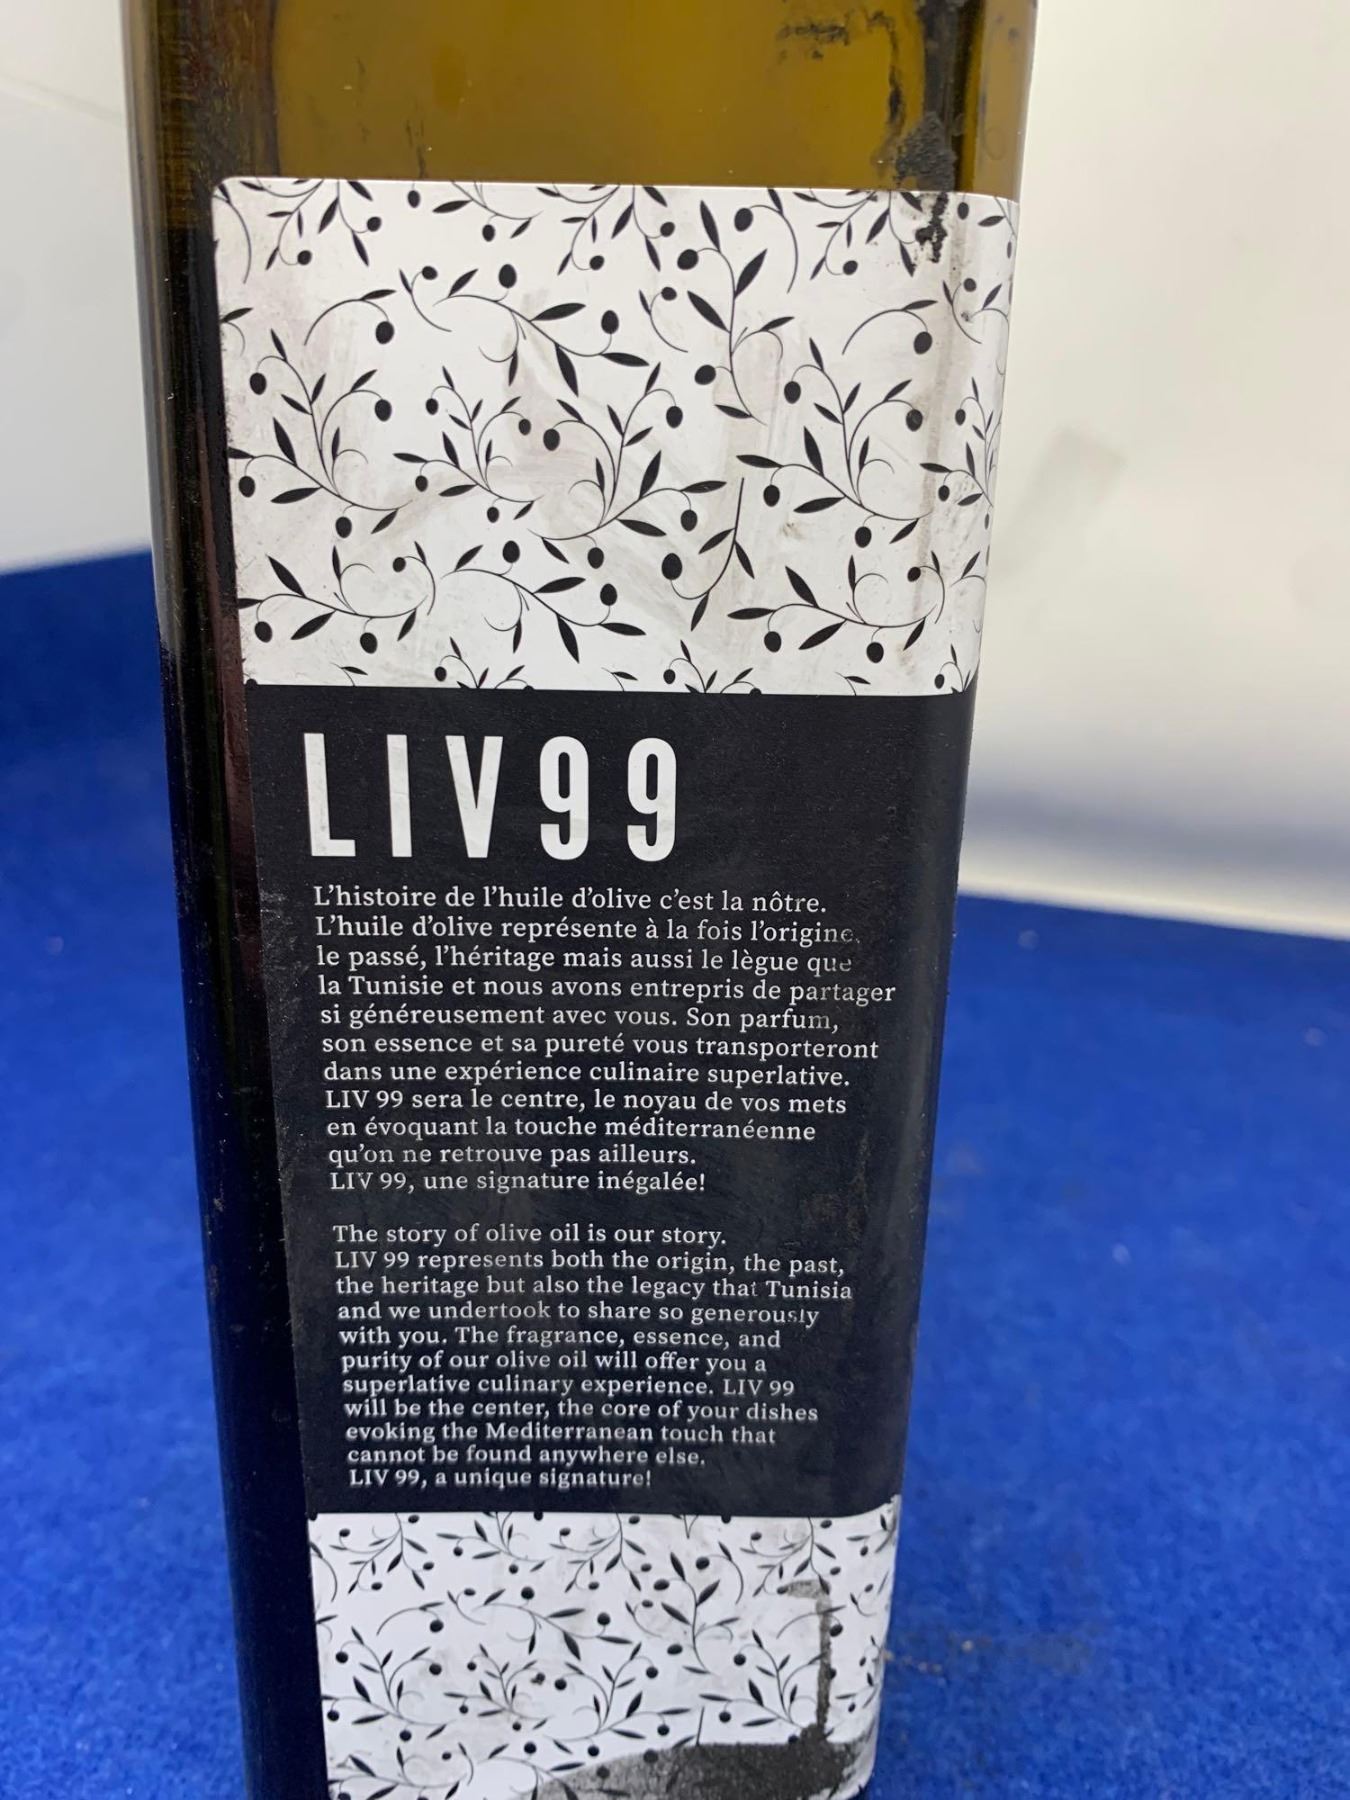 LIV99
L'histoire de l'huile d'olive c'est la nôtre.
L'huile d'olive représente à la fois l'origine,
le passé, l'héritage mais aussi le lègue que
la Tunisie et nous avons entrepris de partager
si généreusement avec vous. Son parfum,
son essence et sa pureté vous transporteront
dans une expérience culinaire superlative.
LIV 99 sera le centre, le noyau de vos mets
en évoquant la touche méditerranéenne
qu'on ne retrouve pas ailleurs.
LIV 99, une signature inégalée!
The story of olive oil is our story.
LIV 99 represents both the origin, the past,
the heritage but also the legacy that Tunisia
and we undertook to share so generously
with you. The fragrance, essence, and
purity of our olive oil will offer you a
superlative culinary experience. LIV 99
will be the center, the core of your dishes
evoking the Mediterranean touch that
cannot be found anywhere else.
LIV 99, a unique signature!